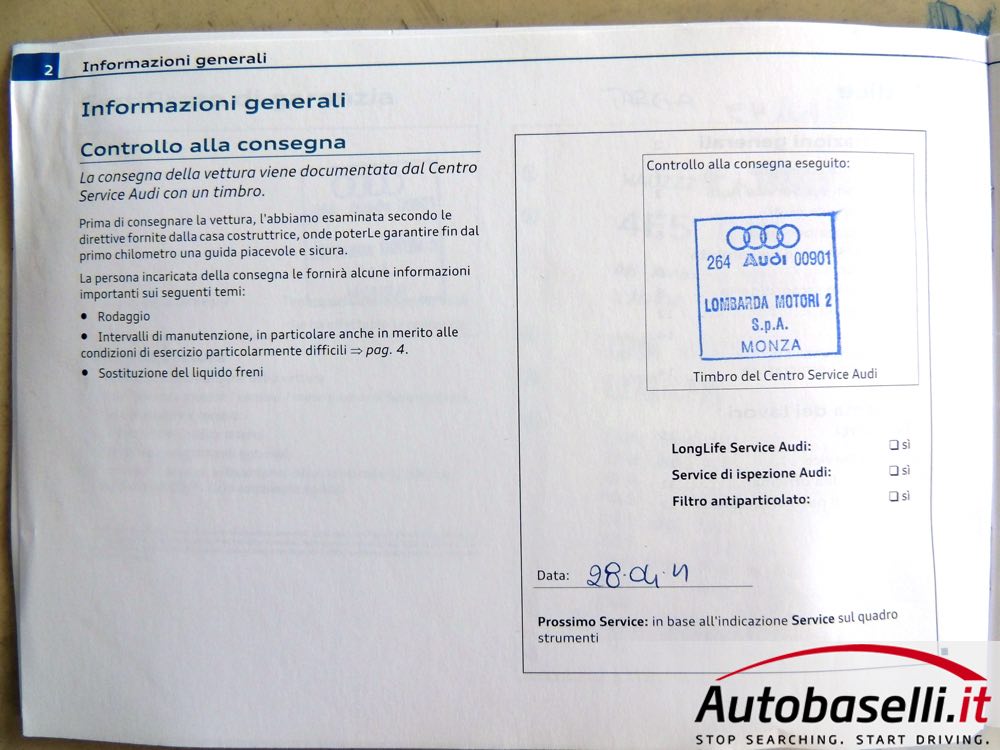 2 Informazioni generali
Informazioni generali
Controllo alla consegna
La consegna della vettura viene documentata dal Centro
Service Audi con un timbro.
Prima di consegnare la vettura, l'abbiamo esaminata secondo le
direttive fornite dalla casa costruttrice, onde poterLe garantire fin dal
primo chilometro una guida piacevole e sicura.
La persona incaricata della consegna le fornirà alcune informazioni
importanti sui seguenti temi:
• Rodaggio
• Intervalli di manutenzione, in particolare anche in merito alle
condizioni di esercizio particolarmente difficili ⇒ pag. 4.
• Sostituzione del liquido freni
Controllo alla consegna eseguito:
264 Audi 00901
LOMBARDA MOTORI 2
S.p.A.
MONZA
Timbro del Centro Service Audi
LongLife Service Audi: ❑ sì
Service di ispezione Audi: ❑ sì
Filtro antiparticolato: ❑ sì
Data: 28.04.11
Prossimo Service: in base all'indicazione Service sul quadro
strumenti
Autobaselli.it
STOP SEARCHING. START DRIVING.